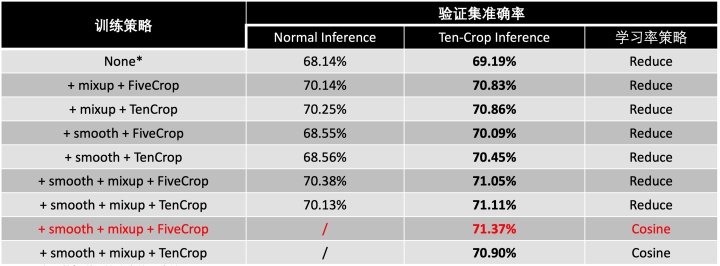 训练策略 验证集准确率
Normal Inference Ten-Crop Inference 学习率策略
None* 68.14% 69.19% Reduce
+ mixup + FiveCrop 70.14% 70.83% Reduce
+ mixup + TenCrop 70.25% 70.86% Reduce
+ smooth + FiveCrop 68.55% 70.09% Reduce
+ smooth + TenCrop 68.56% 70.45% Reduce
+ smooth + mixup + FiveCrop 70.38% 71.05% Reduce
+ smooth + mixup + TenCrop 70.13% 71.11% Reduce
+ smooth + mixup + FiveCrop / 71.37% Cosine
+ smooth + mixup + TenCrop / 70.90% Cosine